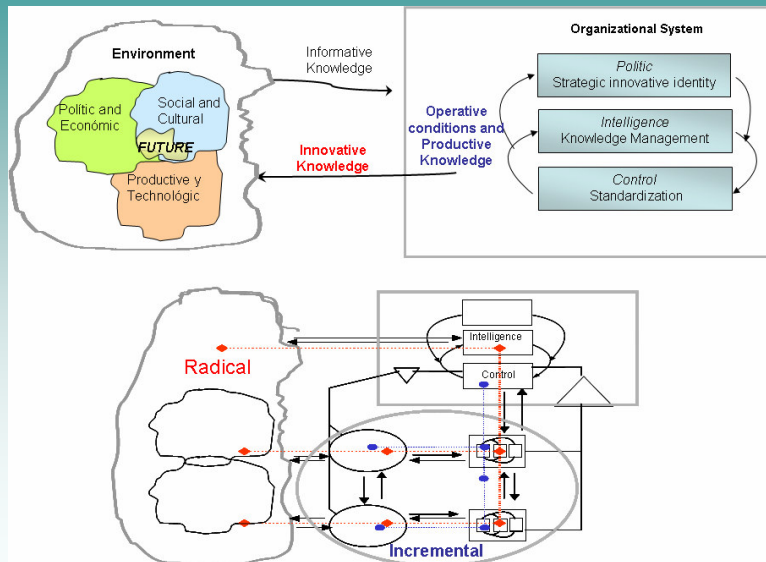 Environment
Polític and
Económic
Social and
Cultural
FUTURE
Productive y
Technológic
Informative
Knowledge
Innovative
Knowledge
Operative
conditions and
Productive
Knowledge
Organizational System
Politic
Strategic innovative identity
Intelligence
Knowledge Management
Control
Standardization
Radical
Intelligence
Control
Incremental